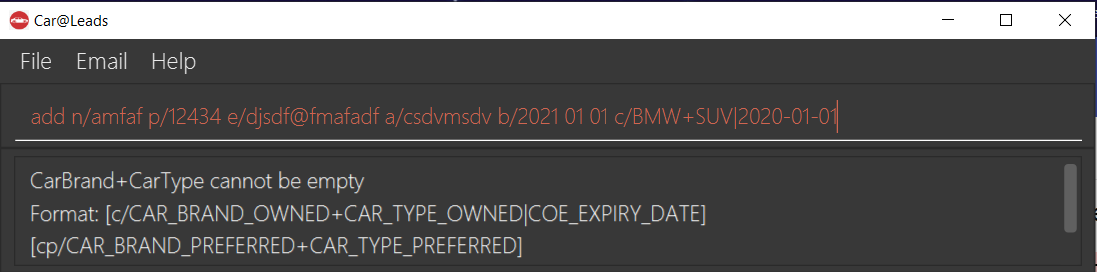 Car@Leads
File Email Help
add n/amfaf p/12434 e/djsdf@fmafadf a/csdvmsdv b/2021 01 01 c/BMW+SUV|2020-01-01
CarBrand+CarType cannot be empty
Format: [c/CAR_BRAND_OWNED+CAR_TYPE_OWNED|COE_EXPIRY_DATE]
[cp/CAR_BRAND_PREFERRED+CAR_TYPE_PREFERRED]